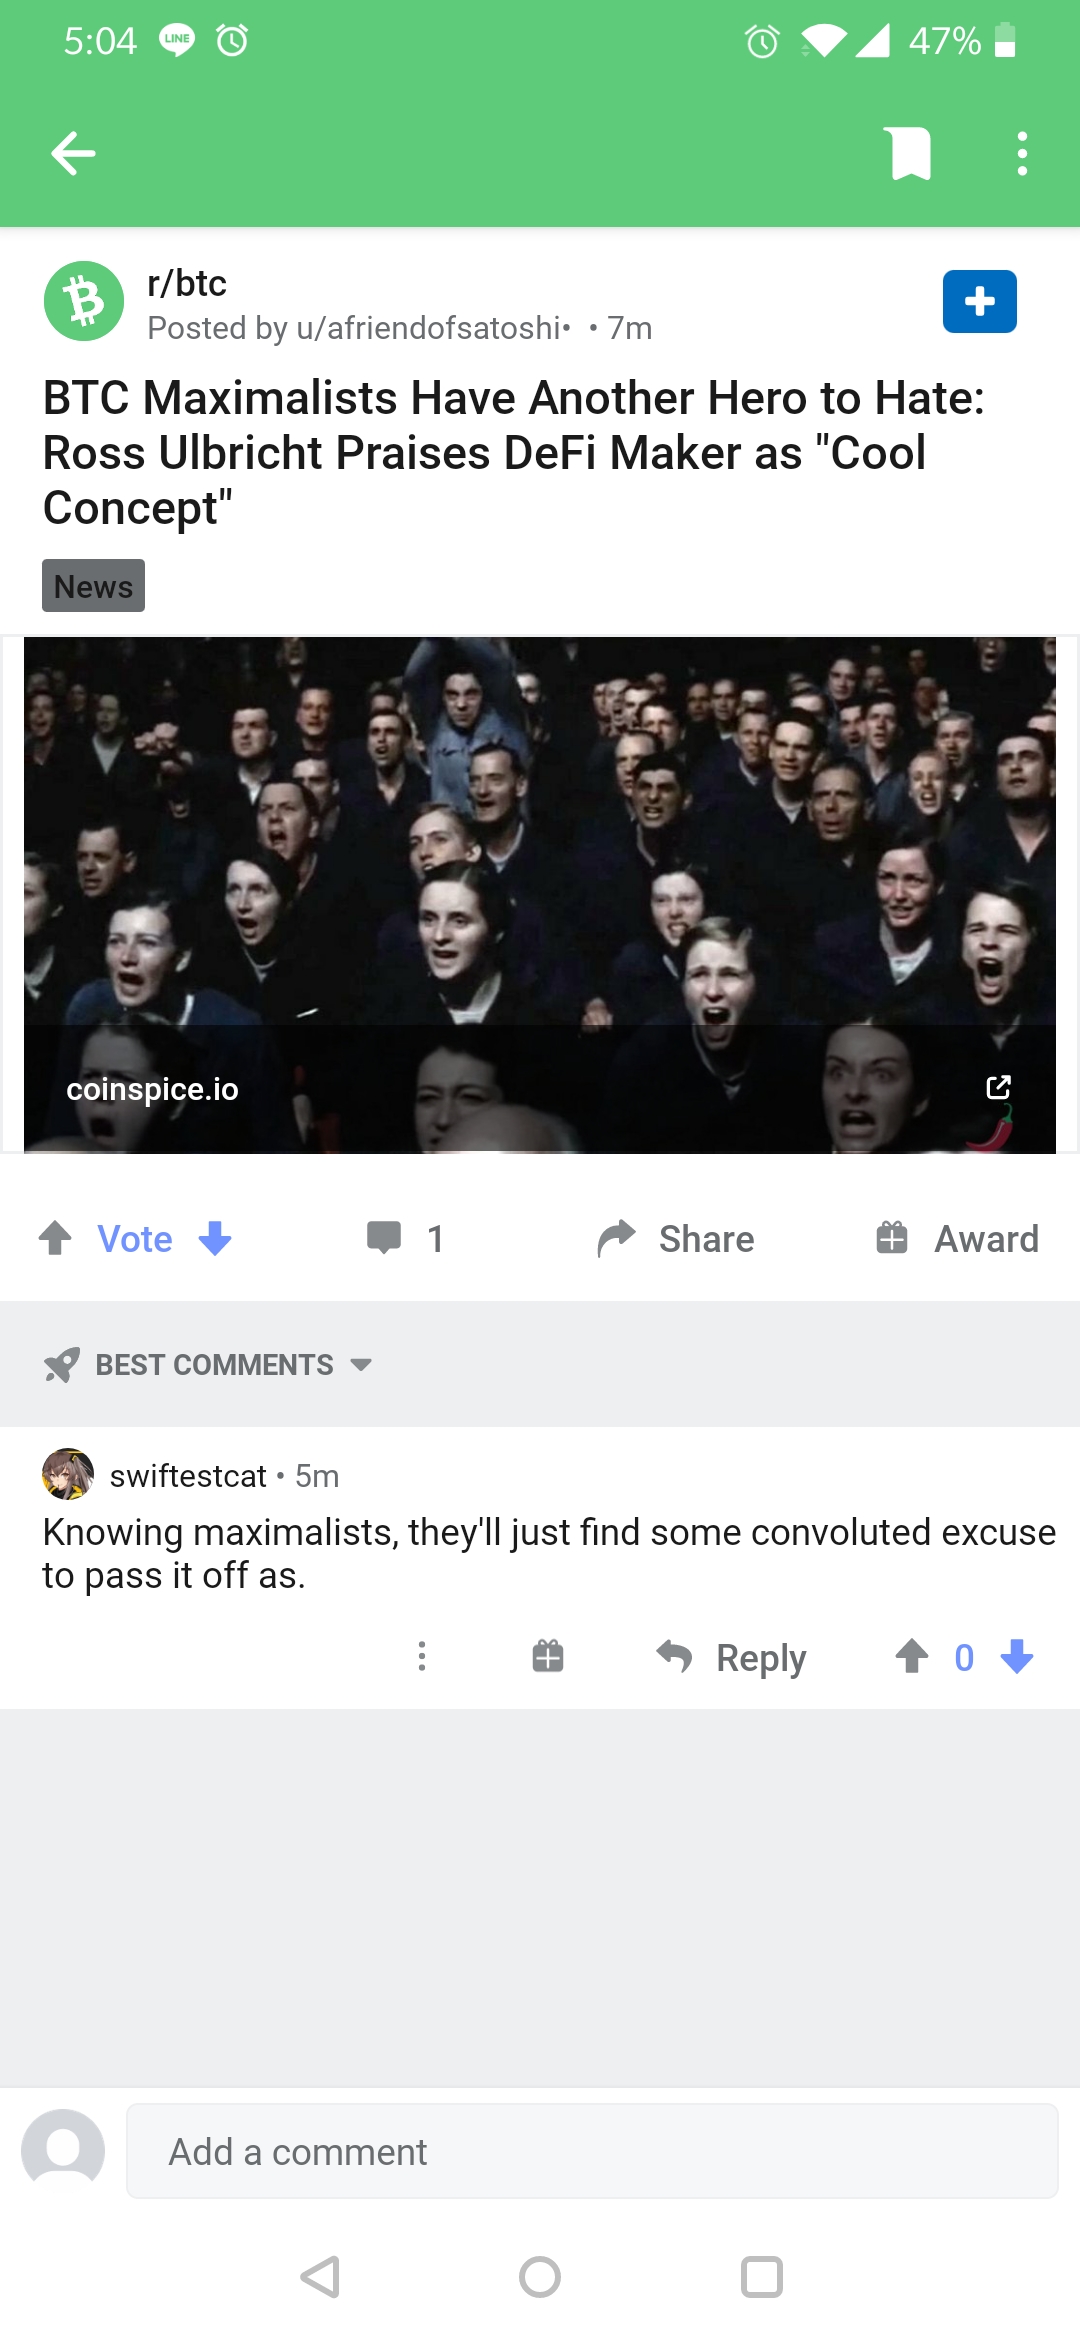 5:04 LINE 47%
r/btc
Posted by u/afriendofsatoshi• • 7m
BTC Maximalists Have Another Hero to Hate:
Ross Ulbricht Praises DeFi Maker as "Cool
Concept"
News
coinspice.io
Vote 1 Share Award
BEST COMMENTS
swiftestcat • 5m
Knowing maximalists, they'll just find some convoluted excuse
to pass it off as.
Reply 0
Add a comment